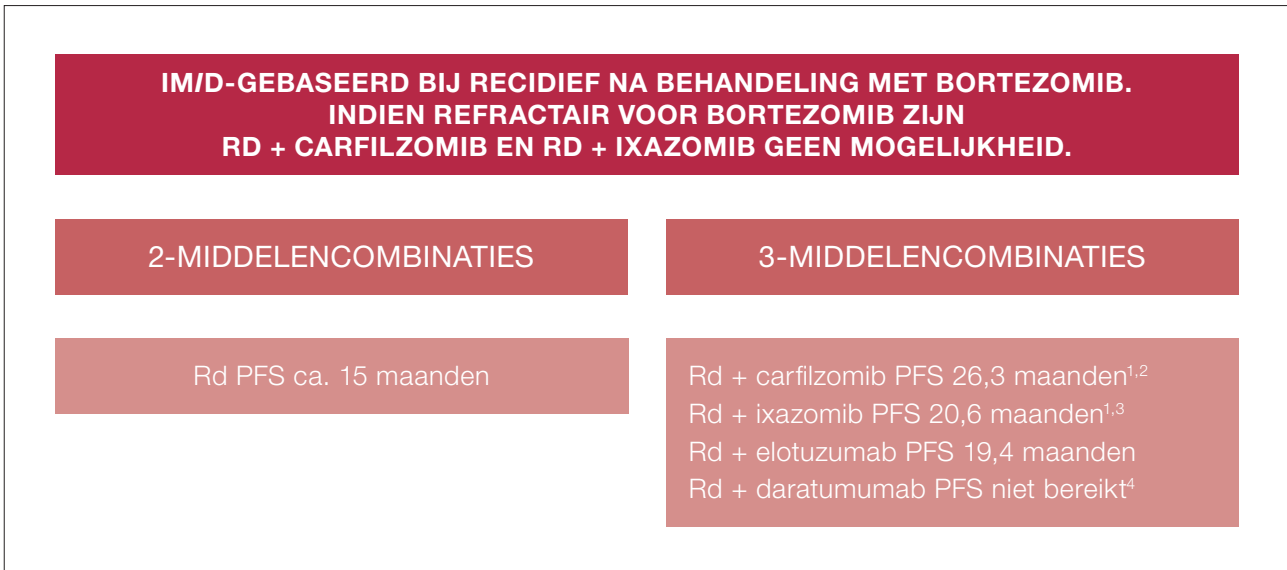 IM/D-GEBASEERD BIJ RECIDIEF NA BEHANDELING MET BORTEZOMIB.
INDIEN REFRACTAIR VOOR BORTEZOMIB ZIJN
RD + CARFILZOMIB EN RD + IXAZOMIB GEEN MOGELIJKHEID.
2-MIDDELENCOMBINATIES
Rd PFS ca. 15 maanden
3-MIDDELENCOMBINATIES
Rd + carfilzomib PFS 26,3 maanden¹,²
Rd + ixazomib PFS 20,6 maanden¹,³
Rd + elotuzumab PFS 19,4 maanden
Rd + daratumumab PFS niet bereikt⁴